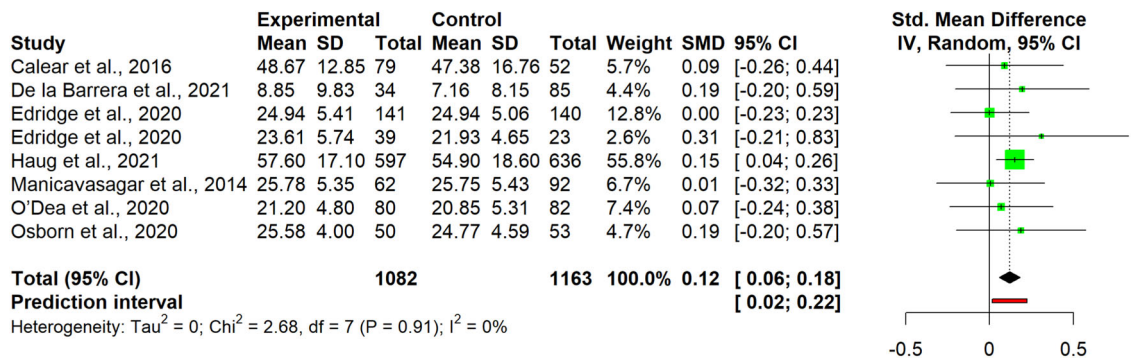 Experimental Control Std. Mean Difference
Study Mean SD Total Mean SD Total Weight SMD 95% CI IV, Random, 95% CI
Calear et al., 2016 48.67 12.85 79 47.38 16.76 52 5.7% 0.09 [-0.26; 0.44]
De la Barrera et al., 2021 8.85 9.83 34 7.16 8.15 85 4.4% 0.19 [-0.20; 0.59]
Edridge et al., 2020 24.94 5.41 141 24.94 5.06 140 12.8% 0.00 [-0.23; 0.23]
Edridge et al., 2020 23.61 5.74 39 21.93 4.65 23 2.6% 0.31 [-0.21; 0.83]
Haug et al., 2021 57.60 17.10 597 54.90 18.60 636 55.8% 0.15 [ 0.04; 0.26]
Manicavasagar et al., 2014 25.78 5.35 62 25.75 5.43 92 6.7% 0.01 [-0.32; 0.33]
O’Dea et al., 2020 21.20 4.80 80 20.85 5.31 82 7.4% 0.07 [-0.24; 0.38]
Osborn et al., 2020 25.58 4.00 50 24.77 4.59 53 4.7% 0.19 [-0.20; 0.57]
Total (95% CI) 1082 1163 100.0% 0.12 [ 0.06; 0.18]
Prediction interval [ 0.02; 0.22]
Heterogeneity: Tau² = 0; Chi² = 2.68, df = 7 (P = 0.91); I² = 0%
-0.5 0 0.5